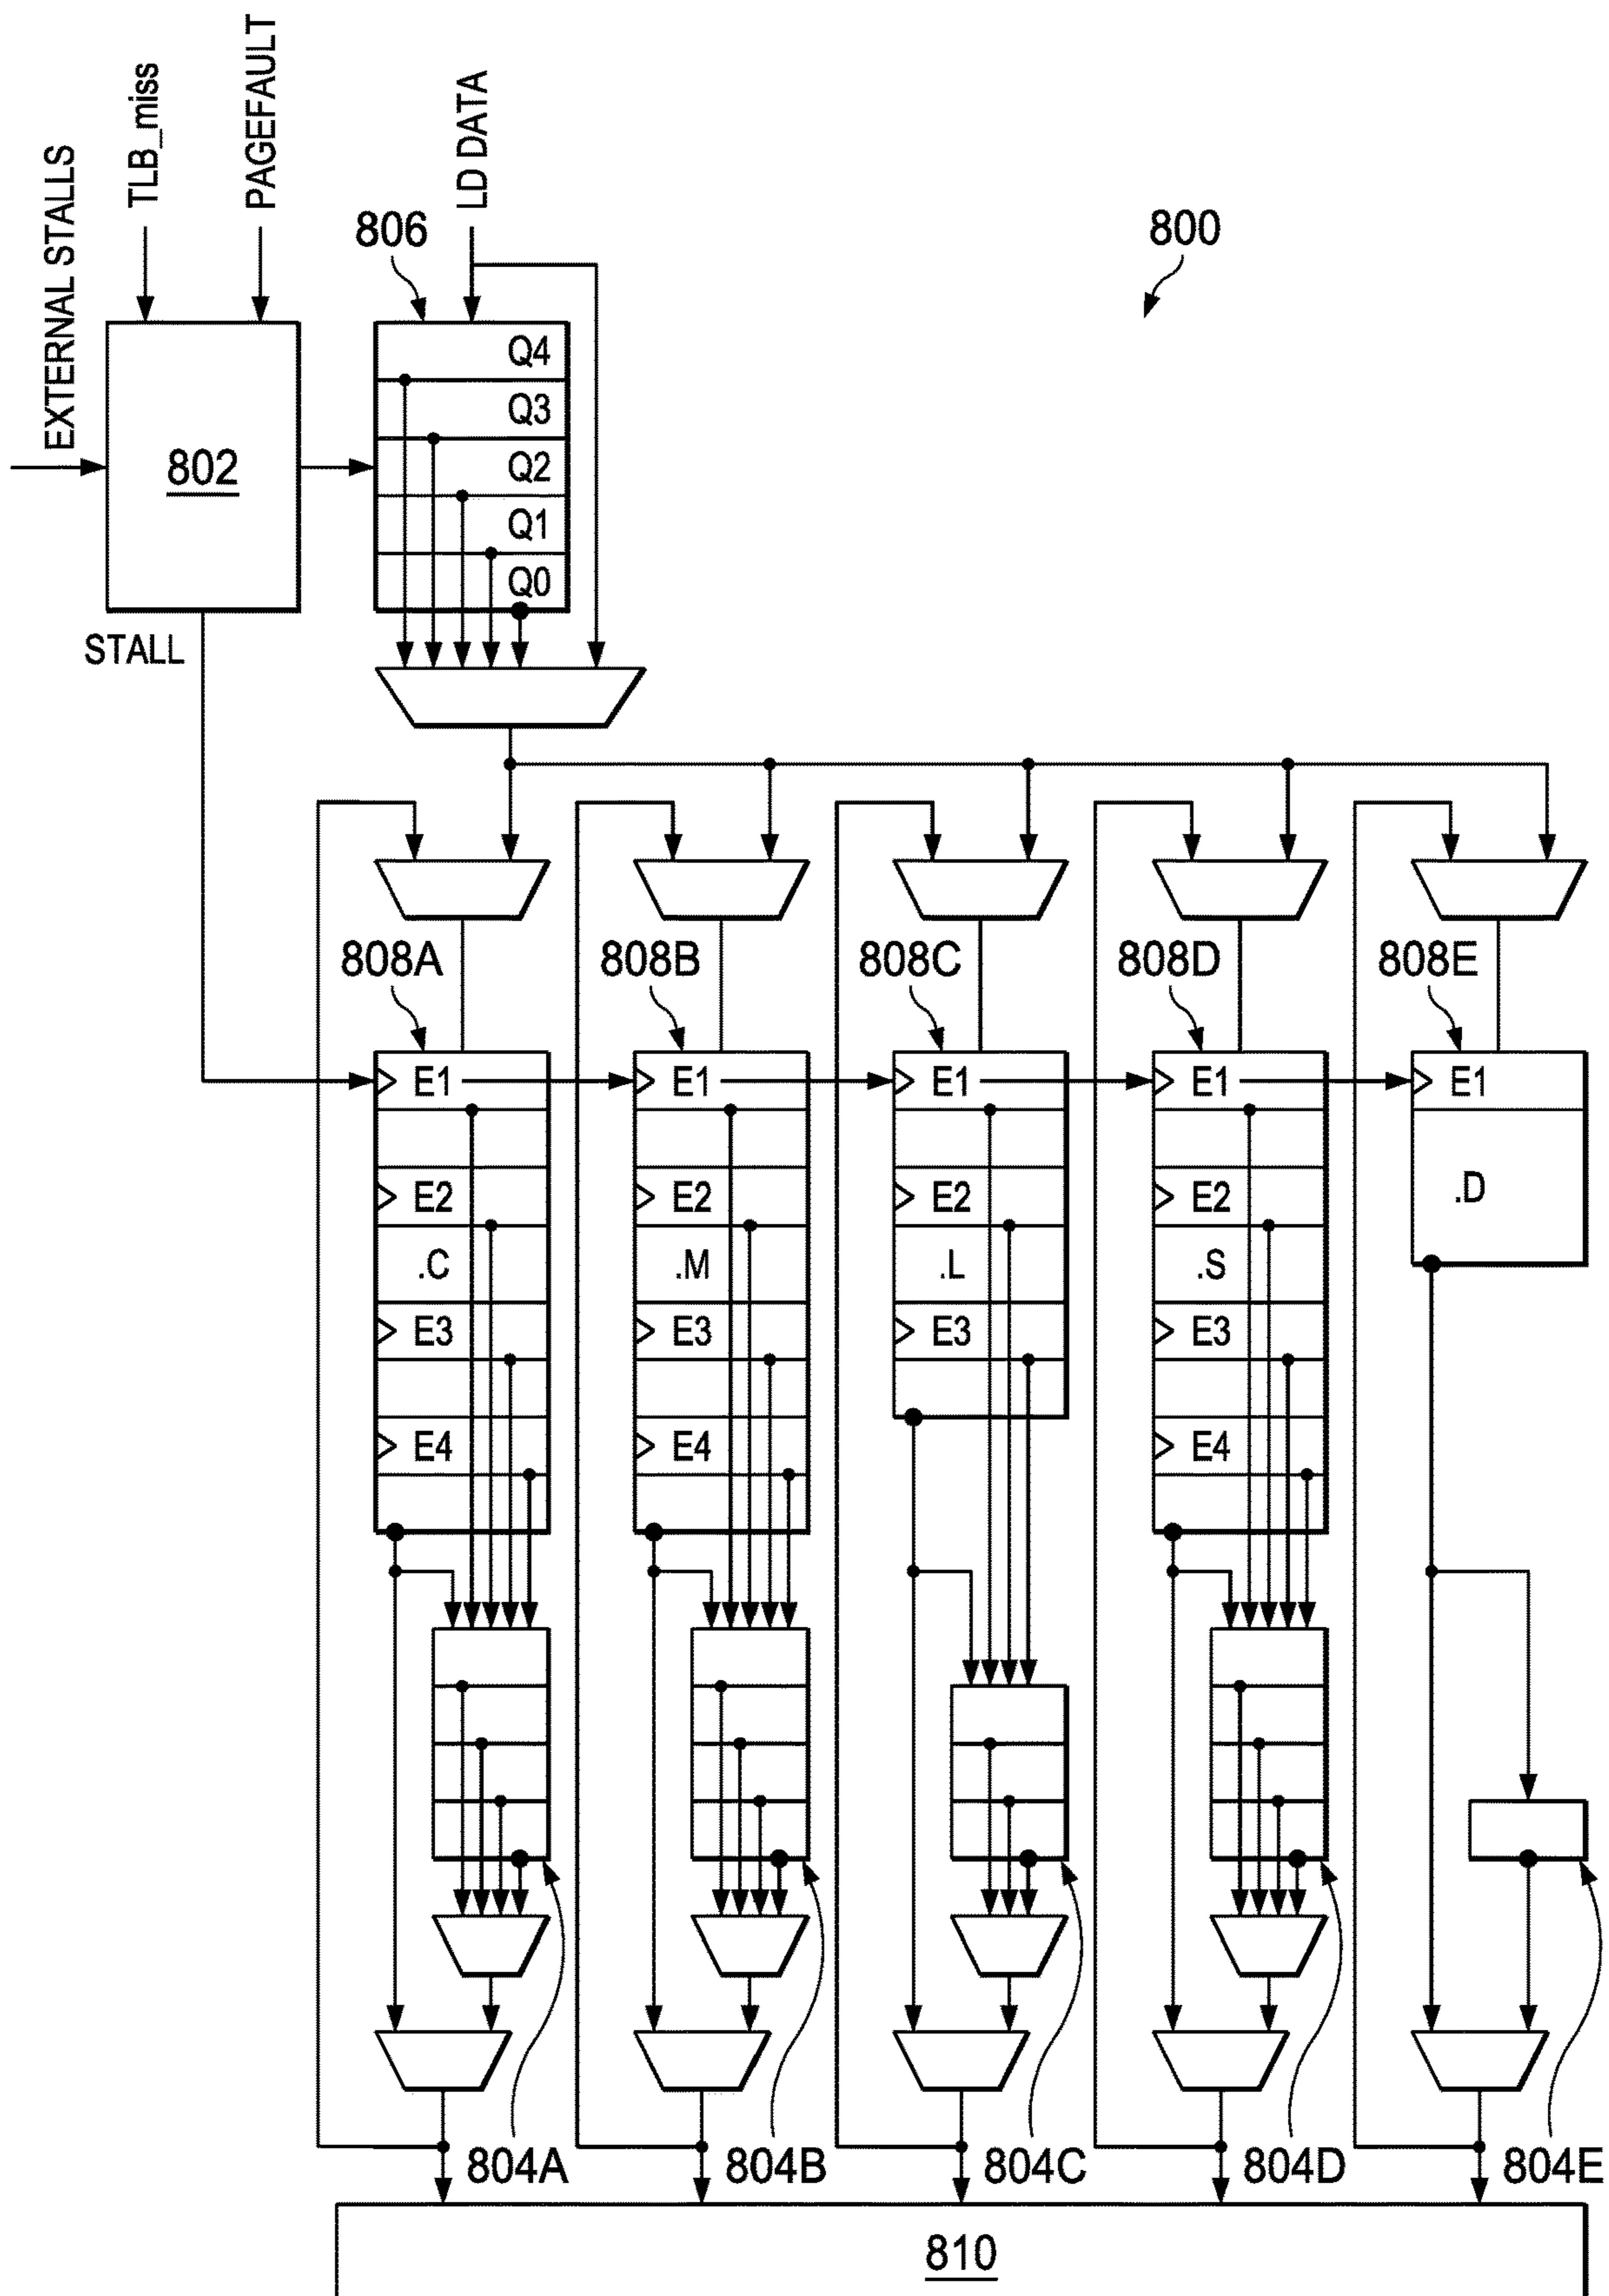 EXTERNAL STALLS
TLB_miss
PAGEFAULT
LD DATA
806
800
802
Q4
Q3
Q2
Q1
Q0
STALL
808A
808B
808C
808D
808E
E1
E1
E1
E1
E1
E2
E2
E2
E2
.D
.C
.M
.L
.S
E3
E3
E3
E3
E4
E4
E4
804A
804B
804C
804D
804E
810